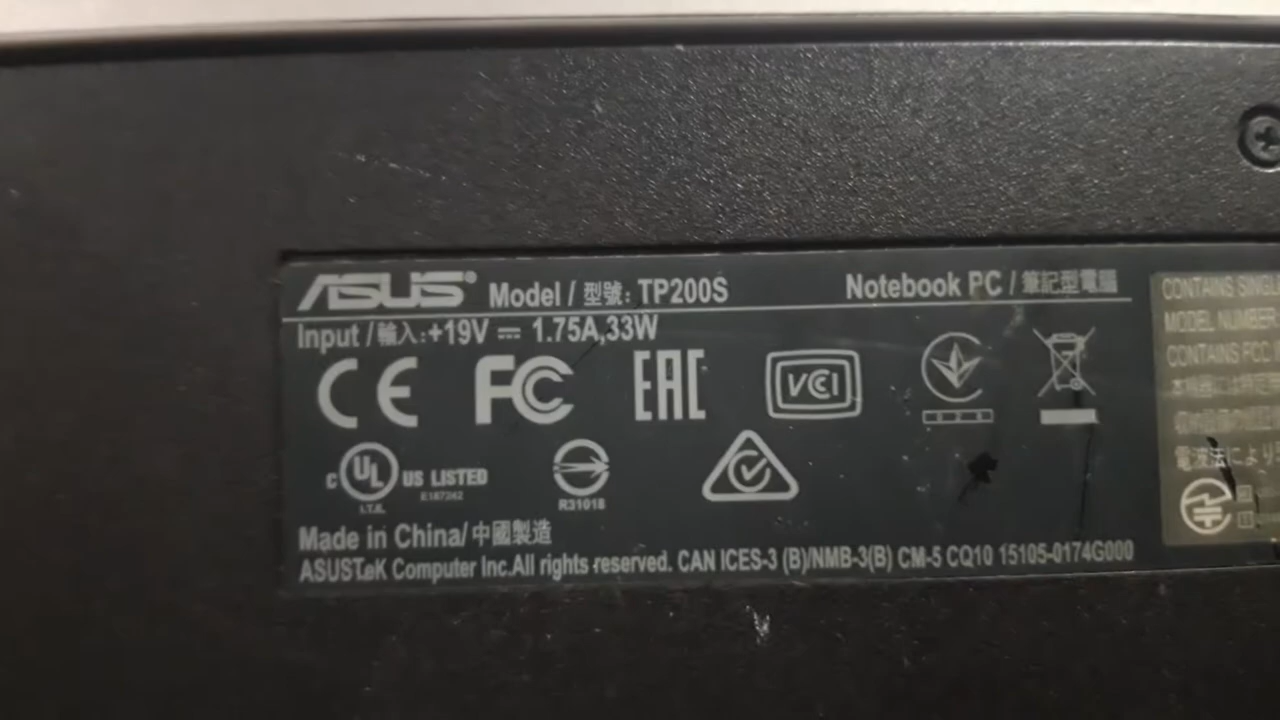 ASUS® Model / 型號: TP200S Notebook PC / 筆記型電腦
Input / 輸入:+19V ⎓ 1.75A,33W
CE FC EAC VCI
c UL US LISTED
E187242
I.T.E.
R31018
Made in China/ 中國製造
ASUSTeK Computer Inc.All rights reserved. CAN ICES-3 (B)/NMB-3(B) CM-5 CQ10 15105-0174G000
CONTAINS SINGL
MODEL NUMBER
CONTAINS FCC
電波法により